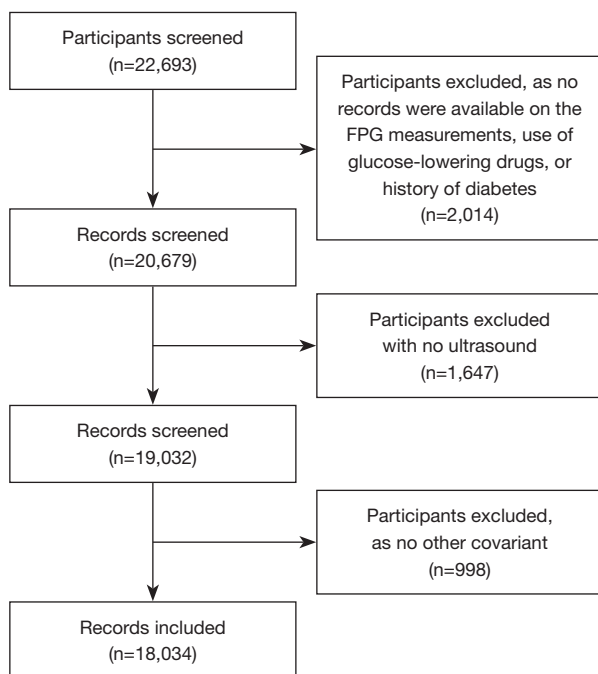 Participants screened
(n=22,693)
Participants excluded, as no
records were available on the
FPG measurements, use of
glucose-lowering drugs, or
history of diabetes
(n=2,014)
Records screened
(n=20,679)
Participants excluded
with no ultrasound
(n=1,647)
Records screened
(n=19,032)
Participants excluded,
as no other covariant
(n=998)
Records included
(n=18,034)